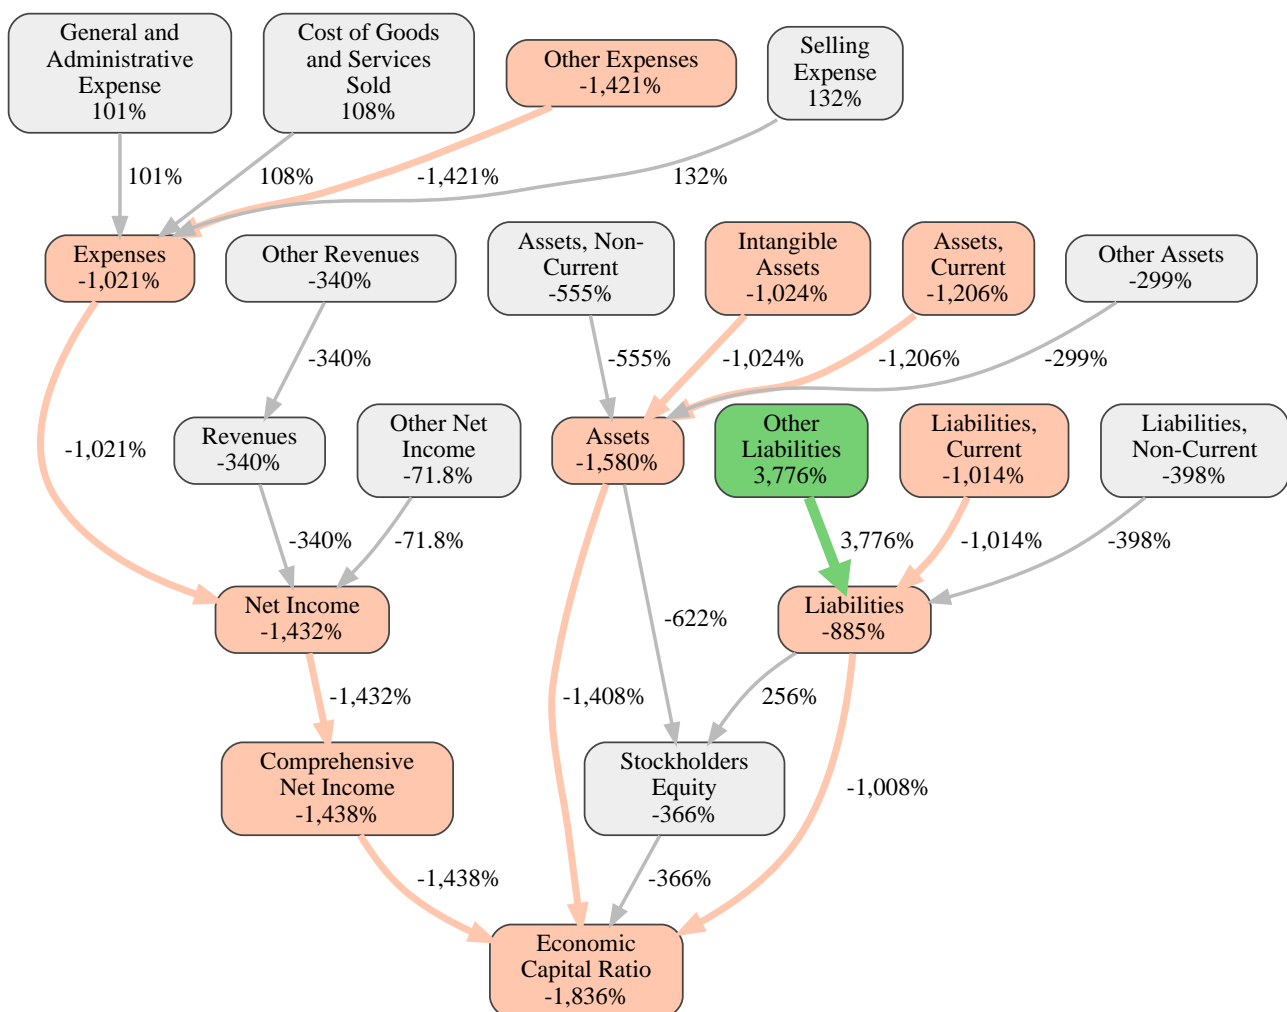 General and
Administrative
Expense
101%
Cost of Goods
and Services
Sold
108%
Other Expenses
-1,421%
Selling
Expense
132%
101%
108%
-1,421%
132%
Expenses
-1,021%
Other Revenues
-340%
Assets, Non-
Current
-555%
Intangible
Assets
-1,024%
Assets,
Current
-1,206%
Other Assets
-299%
-340%
-555%
-1,024%
-1,206%
-299%
-1,021%
Revenues
-340%
Other Net
Income
-71.8%
Assets
-1,580%
Other
Liabilities
3,776%
Liabilities,
Current
-1,014%
Liabilities,
Non-Current
-398%
-340%
-71.8%
3,776%
-1,014%
-398%
Net Income
-1,432%
-622%
Liabilities
-885%
-1,432%
-1,408%
256%
Comprehensive
Net Income
-1,438%
Stockholders
Equity
-366%
-1,008%
-1,438%
-366%
Economic
Capital Ratio
-1,836%